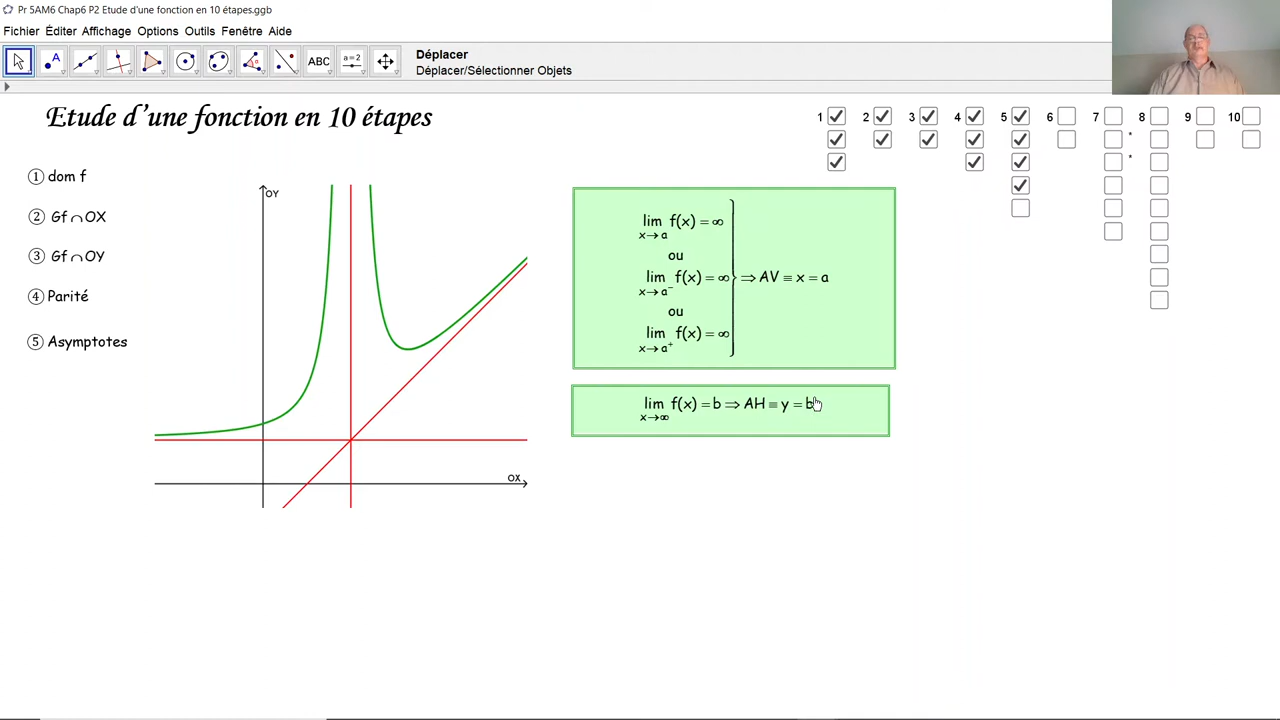 Pr 5AM6 Chap6 P2 Etude d'une fonction en 10 étapes.ggb
Fichier Éditer Affichage Options Outils Fenêtre Aide
A
α
ABC
a=2
Déplacer
Déplacer/Sélectionner Objets
Etude d'une fonction en 10 étapes
1 2 3 4 5 6 7 8 9 10
* 
*
① dom f
② Gf ∩ OX
③ Gf ∩ OY
④ Parité
⑤ Asymptotes
OY
OX
lim f(x) = ∞
x→a
ou
lim f(x) = ∞ ⇒ AV ≡ x = a
x→a⁻
ou
lim f(x) = ∞
x→a⁺
lim f(x) = b ⇒ AH ≡ y = b
x→∞